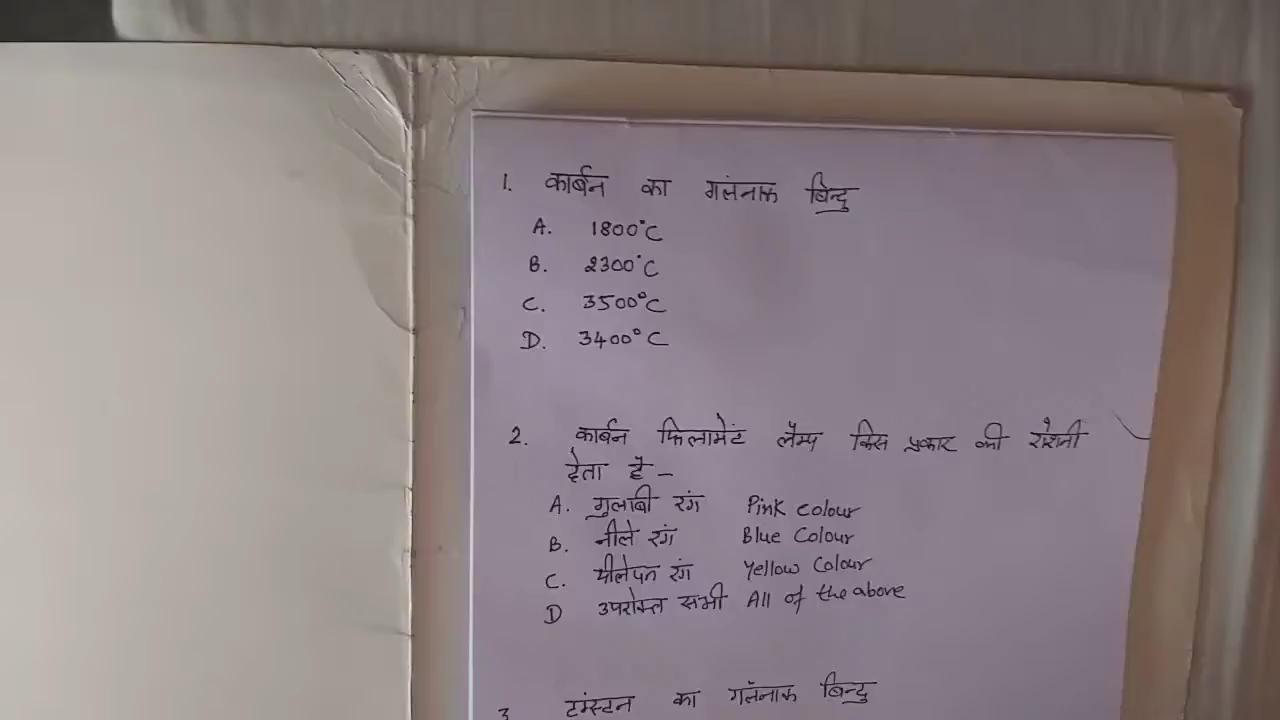 1. कार्बन का गलनांक बिन्दु
A. 1800°C
B. 2300°C
C. 3500°C
D. 3400°C
2. कार्बन फिलामेंट लैम्प किस प्रकार की रोशनी
देता है -
A. गुलाबी रंग Pink colour
B. नीले रंग Blue Colour
C. पीलेपन रंग Yellow Colour
D उपरोक्त सभी All of the above
3. टंगस्टन का गलनांक बिन्दु